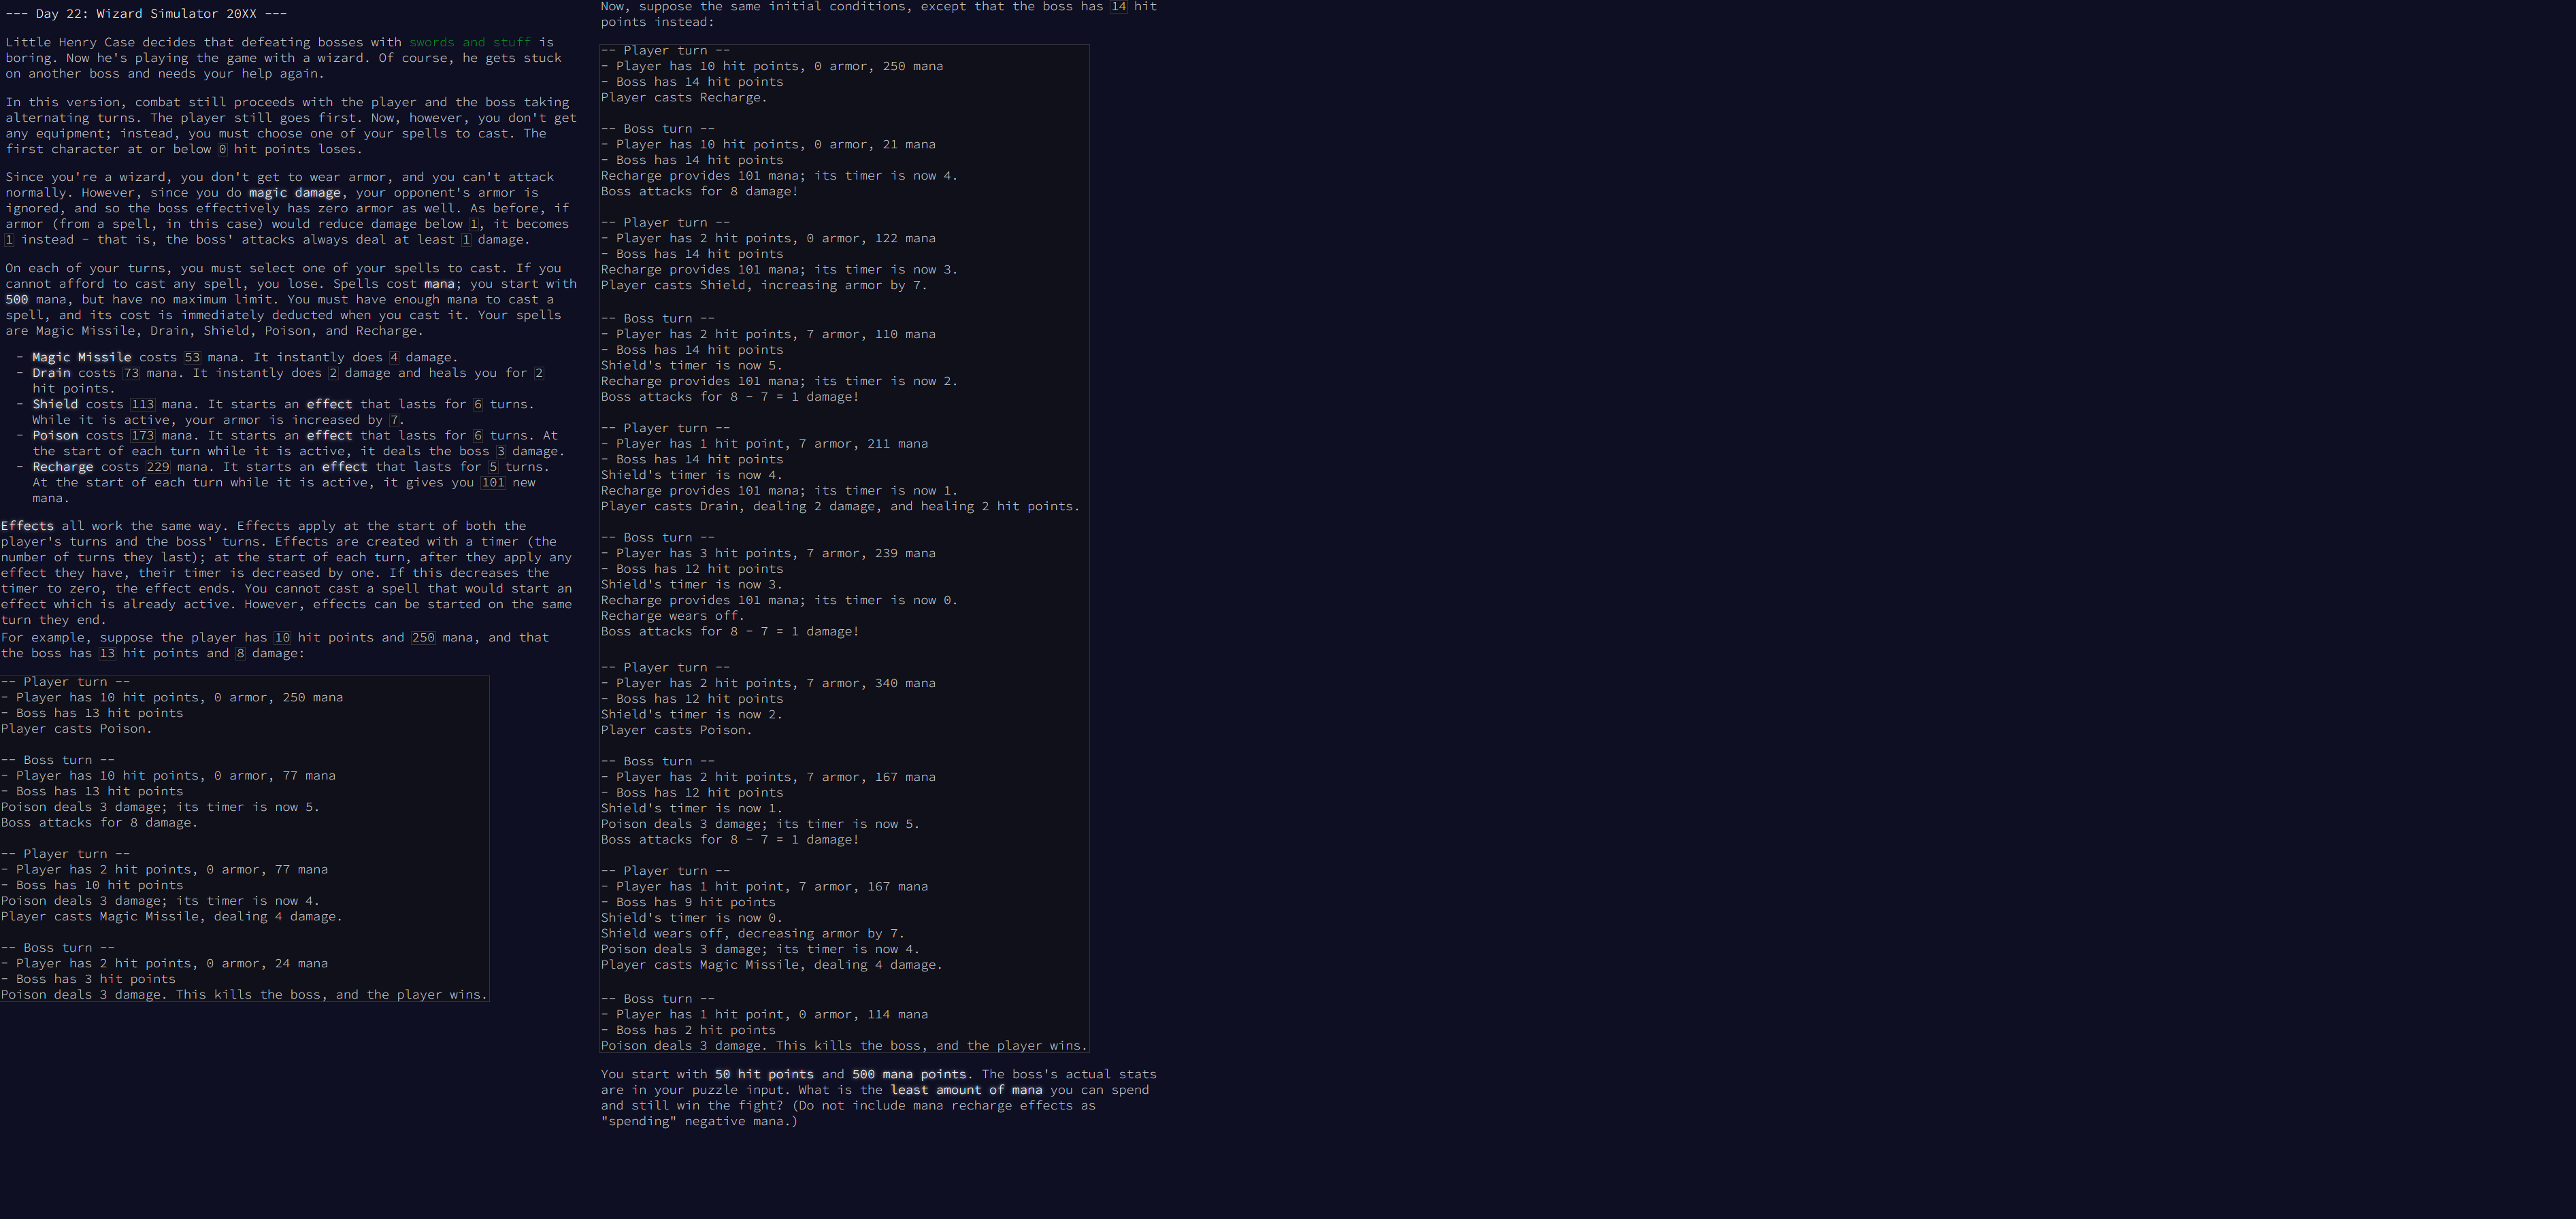 --- Day 22: Wizard Simulator 20XX ---
Little Henry Case decides that defeating bosses with swords and stuff is
boring. Now he's playing the game with a wizard. Of course, he gets stuck
on another boss and needs your help again.
In this version, combat still proceeds with the player and the boss taking
alternating turns. The player still goes first. Now, however, you don't get
any equipment; instead, you must choose one of your spells to cast. The
first character at or below 0 hit points loses.
Since you're a wizard, you don't get to wear armor, and you can't attack
normally. However, since you do magic damage, your opponent's armor is
ignored, and so the boss effectively has zero armor as well. As before, if
armor (from a spell, in this case) would reduce damage below 1, it becomes
1 instead - that is, the boss' attacks always deal at least 1 damage.
On each of your turns, you must select one of your spells to cast. If you
cannot afford to cast any spell, you lose. Spells cost mana; you start with
500 mana, but have no maximum limit. You must have enough mana to cast a
spell, and its cost is immediately deducted when you cast it. Your spells
are Magic Missile, Drain, Shield, Poison, and Recharge.
- Magic Missile costs 53 mana. It instantly does 4 damage.
- Drain costs 73 mana. It instantly does 2 damage and heals you for 2
hit points.
- Shield costs 113 mana. It starts an effect that lasts for 6 turns.
While it is active, your armor is increased by 7.
- Poison costs 173 mana. It starts an effect that lasts for 6 turns. At
the start of each turn while it is active, it deals the boss 3 damage.
- Recharge costs 229 mana. It starts an effect that lasts for 5 turns.
At the start of each turn while it is active, it gives you 101 new
mana.
Effects all work the same way. Effects apply at the start of both the
player's turns and the boss' turns. Effects are created with a timer (the
number of turns they last); at the start of each turn, after they apply any
effect they have, their timer is decreased by one. If this decreases the
timer to zero, the effect ends. You cannot cast a spell that would start an
effect which is already active. However, effects can be started on the same
turn they end.
For example, suppose the player has 10 hit points and 250 mana, and that
the boss has 13 hit points and 8 damage:
-- Player turn --
- Player has 10 hit points, 0 armor, 250 mana
- Boss has 13 hit points
Player casts Poison.
-- Boss turn --
- Player has 10 hit points, 0 armor, 77 mana
- Boss has 13 hit points
Poison deals 3 damage; its timer is now 5.
Boss attacks for 8 damage.
-- Player turn --
- Player has 2 hit points, 0 armor, 77 mana
- Boss has 10 hit points
Poison deals 3 damage; its timer is now 4.
Player casts Magic Missile, dealing 4 damage.
-- Boss turn --
- Player has 2 hit points, 0 armor, 24 mana
- Boss has 3 hit points
Poison deals 3 damage. This kills the boss, and the player wins.
Now, suppose the same initial conditions, except that the boss has 14 hit
points instead:
-- Player turn --
- Player has 10 hit points, 0 armor, 250 mana
- Boss has 14 hit points
Player casts Recharge.
-- Boss turn --
- Player has 10 hit points, 0 armor, 21 mana
- Boss has 14 hit points
Recharge provides 101 mana; its timer is now 4.
Boss attacks for 8 damage!
-- Player turn --
- Player has 2 hit points, 0 armor, 122 mana
- Boss has 14 hit points
Recharge provides 101 mana; its timer is now 3.
Player casts Shield, increasing armor by 7.
-- Boss turn --
- Player has 2 hit points, 7 armor, 110 mana
- Boss has 14 hit points
Shield's timer is now 5.
Recharge provides 101 mana; its timer is now 2.
Boss attacks for 8 - 7 = 1 damage!
-- Player turn --
- Player has 1 hit point, 7 armor, 211 mana
- Boss has 14 hit points
Shield's timer is now 4.
Recharge provides 101 mana; its timer is now 1.
Player casts Drain, dealing 2 damage, and healing 2 hit points.
-- Boss turn --
- Player has 3 hit points, 7 armor, 239 mana
- Boss has 12 hit points
Shield's timer is now 3.
Recharge provides 101 mana; its timer is now 0.
Recharge wears off.
Boss attacks for 8 - 7 = 1 damage!
-- Player turn --
- Player has 2 hit points, 7 armor, 340 mana
- Boss has 12 hit points
Shield's timer is now 2.
Player casts Poison.
-- Boss turn --
- Player has 2 hit points, 7 armor, 167 mana
- Boss has 12 hit points
Shield's timer is now 1.
Poison deals 3 damage; its timer is now 5.
Boss attacks for 8 - 7 = 1 damage!
-- Player turn --
- Player has 1 hit point, 7 armor, 167 mana
- Boss has 9 hit points
Shield's timer is now 0.
Shield wears off, decreasing armor by 7.
Poison deals 3 damage; its timer is now 4.
Player casts Magic Missile, dealing 4 damage.
-- Boss turn --
- Player has 1 hit point, 0 armor, 114 mana
- Boss has 2 hit points
Poison deals 3 damage. This kills the boss, and the player wins.
You start with 50 hit points and 500 mana points. The boss's actual stats
are in your puzzle input. What is the least amount of mana you can spend
and still win the fight? (Do not include mana recharge effects as
"spending" negative mana.)